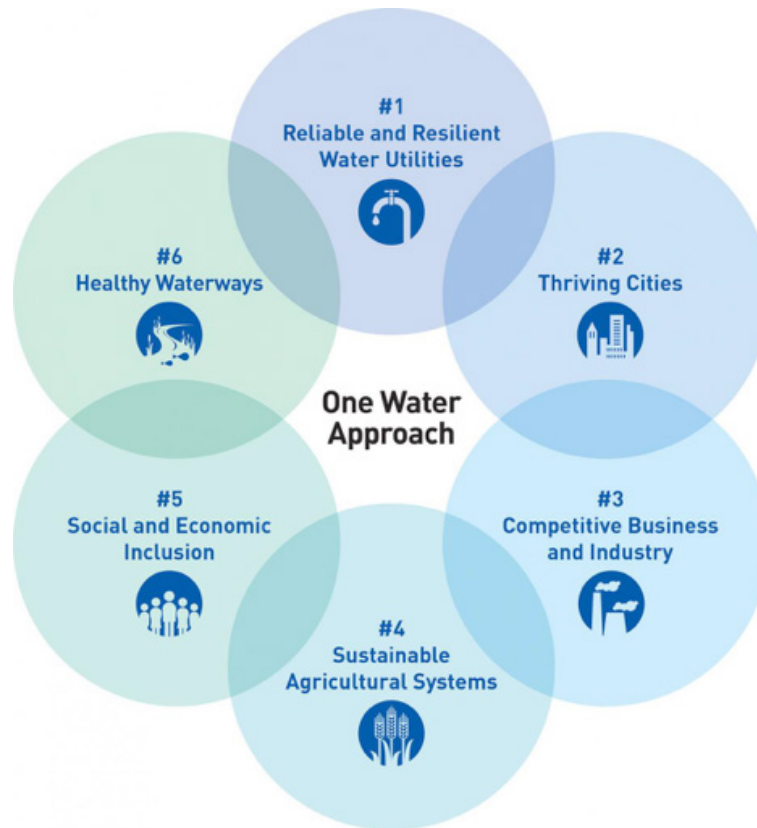 #1
Reliable and Resilient
Water Utilities
#2
Thriving Cities
#3
Competitive Business
and Industry
#4
Sustainable
Agricultural Systems
#5
Social and Economic
Inclusion
#6
Healthy Waterways
One Water
Approach